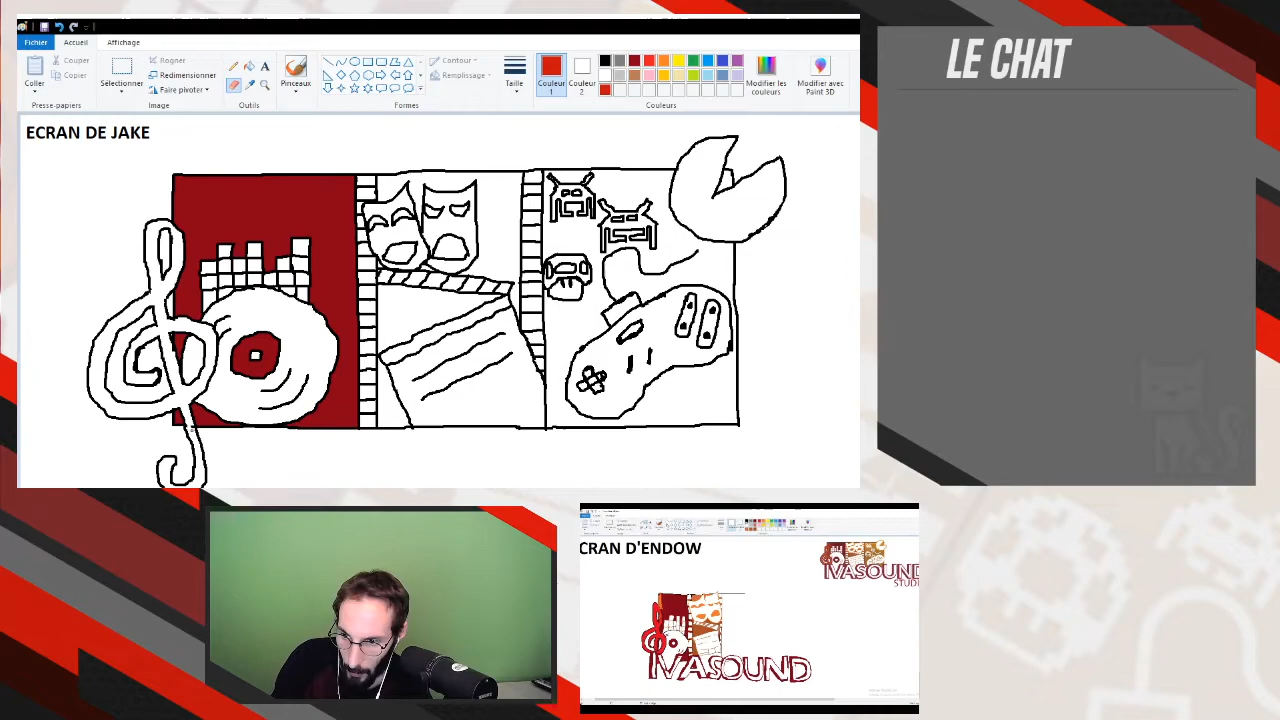 LE CHAT
Fichier Accueil Affichage
Couper
Copier
Coller
Presse-papiers
Rogner
Redimensionner
Faire pivoter
Sélectionner
Image
Outils
Pinceaux
Contour
Remplissage
Formes
Taille
Couleur 1
Couleur 2
Modifier les couleurs
Modifier avec Paint 3D
Couleurs
ECRAN DE JAKE
CRAN D'ENDOW
IVASOUND
STUD
IVASOUND